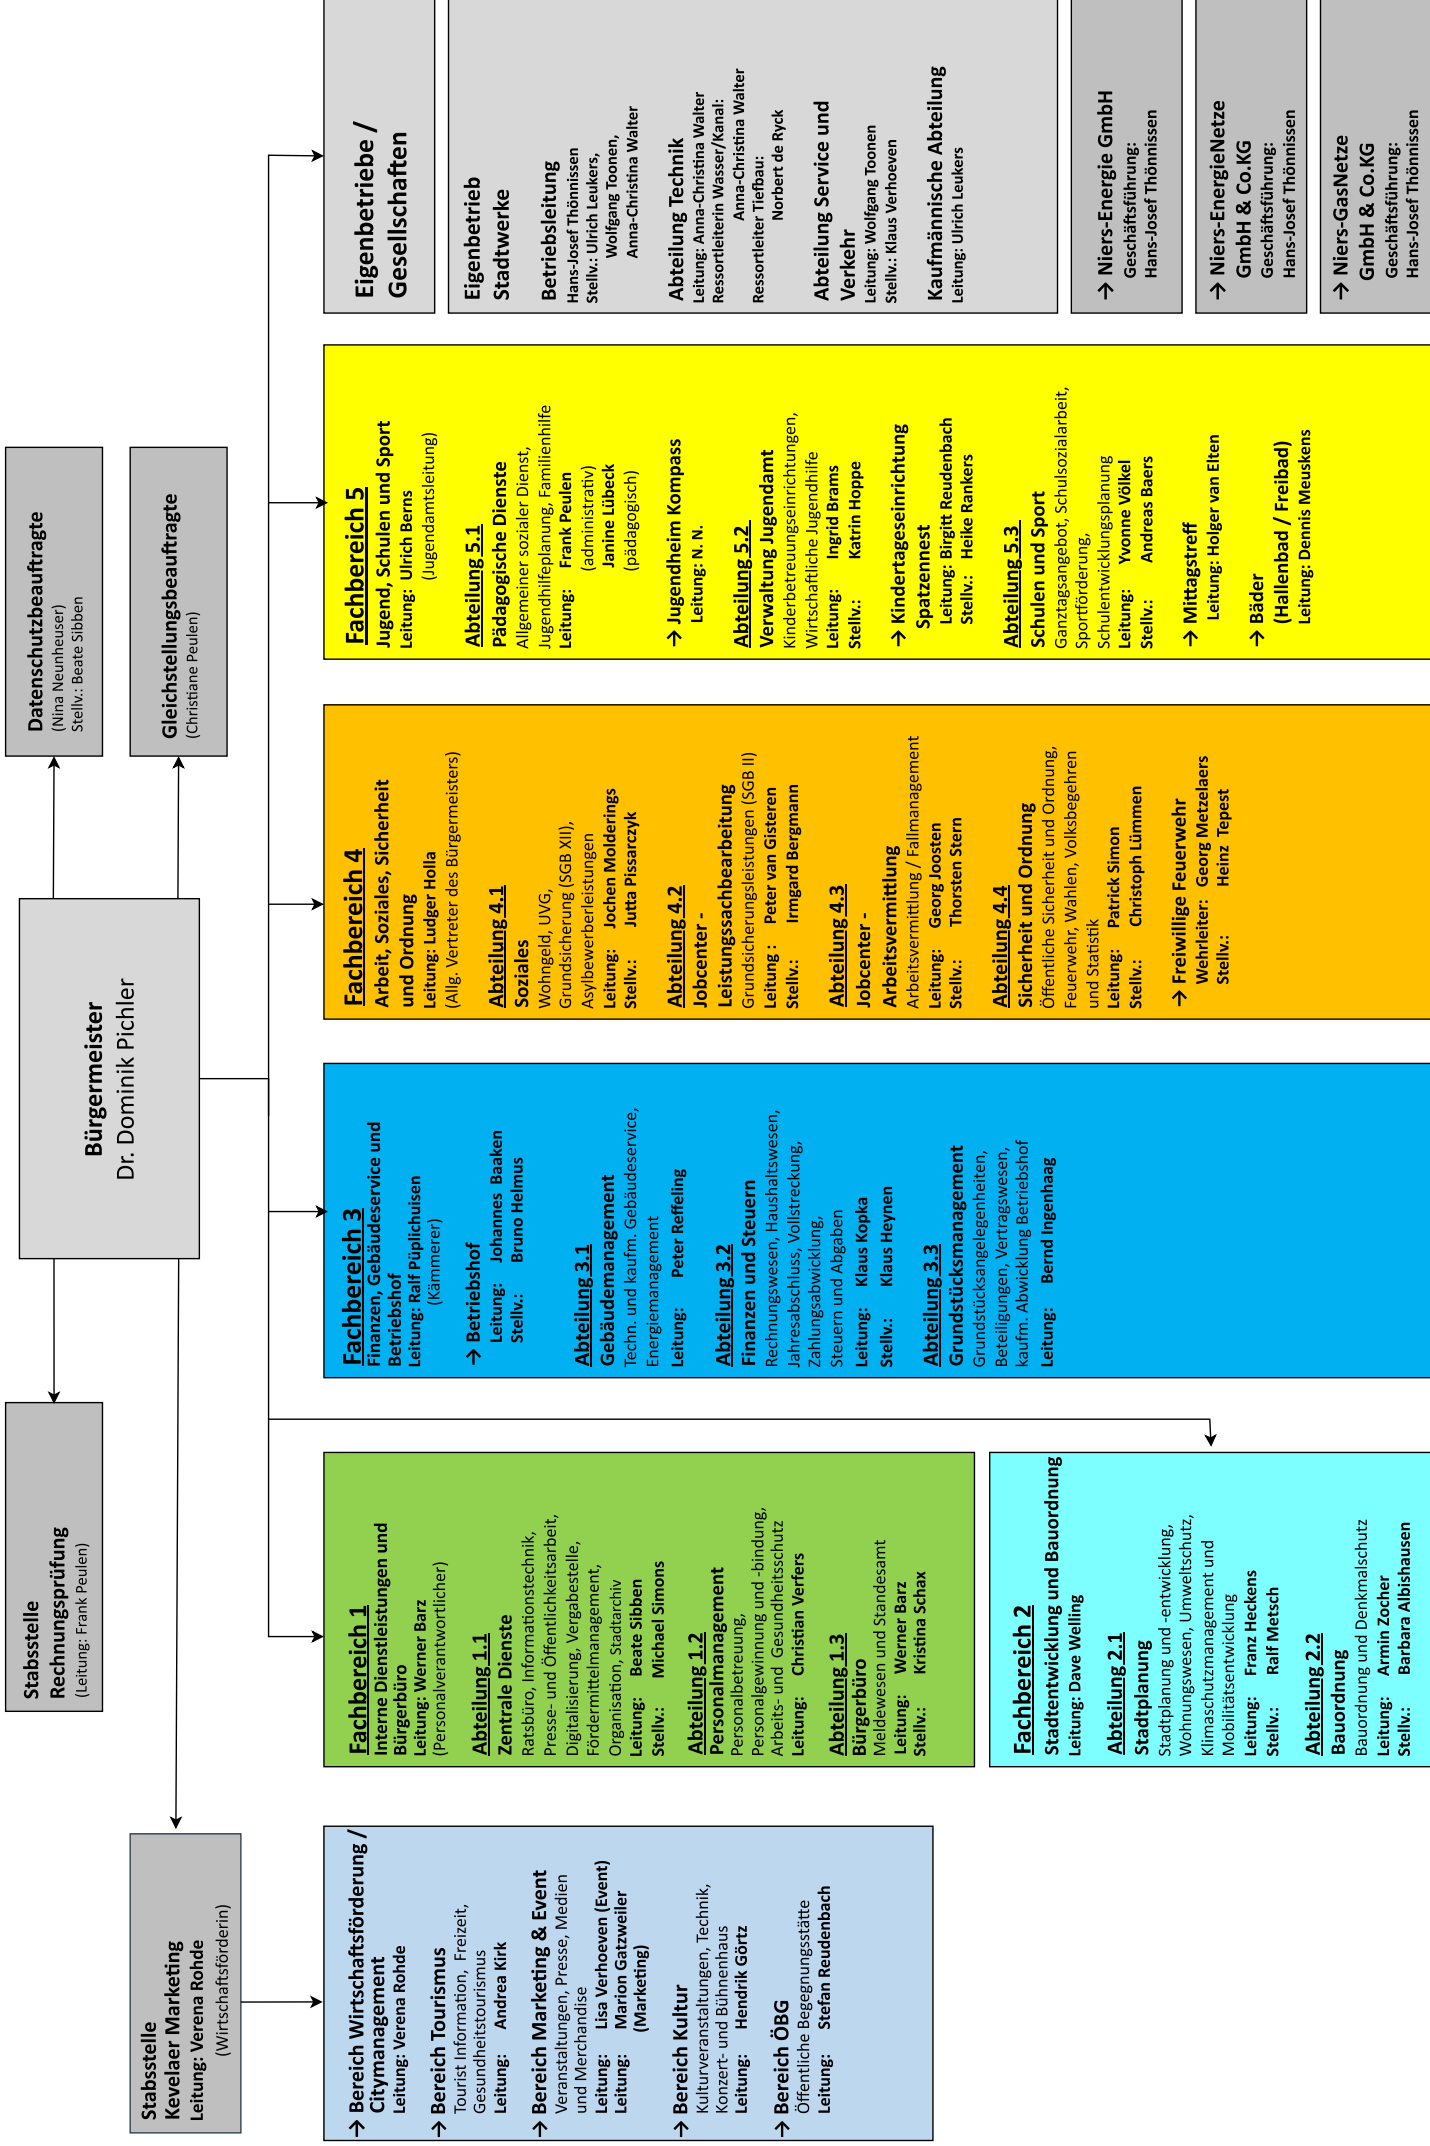 Bürgermeister
Dr. Dominik Pichler
Stabsstelle
Rechnungsprüfung
(Leitung: Frank Peulen)
Datenschutzbeauftragte
(Nina Neunheuser)
Stellv.: Beate Sibben
Stabsstelle
Kevelaer Marketing
Leitung: Verena Rohde
(Wirtschaftsförderin)
Gleichstellungsbeauftragte
(Christiane Peulen)
→ Bereich Wirtschaftsförderung /
Citymanagement
Leitung: Verena Rohde
→ Bereich Tourismus
Tourist Information, Freizeit,
Gesundheitstourismus
Leitung: Andrea Kirk
→ Bereich Marketing & Event
Veranstaltungen, Presse, Medien
und Merchandise
Leitung: Lisa Verhoeven (Event)
Leitung: Marion Gatzweiler
(Marketing)
→ Bereich Kultur
Kulturveranstaltungen, Technik,
Konzert- und Bühnenhaus
Leitung: Hendrik Görtz
→ Bereich ÖBG
Öffentliche Begegnungsstätte
Leitung: Stefan Reudenbach
Fachbereich 1
Interne Dienstleistungen und
Bürgerbüro
Leitung: Werner Barz
(Personalverantwortlicher)
Abteilung 1.1
Zentrale Dienste
Ratsbüro, Informationstechnik,
Presse- und Öffentlichkeitsarbeit,
Digitalisierung, Vergabestelle,
Fördermittelmanagement,
Organisation, Stadtarchiv
Leitung: Beate Sibben
Stellv.: Michael Simons
Abteilung 1.2
Personalmanagement
Personalbetreuung,
Personalgewinnung und -bindung,
Arbeits- und Gesundheitsschutz
Leitung: Christian Verfers
Abteilung 1.3
Bürgerbüro
Meldewesen und Standesamt
Leitung: Werner Barz
Stellv.: Kristina Schax
Fachbereich 2
Stadtentwicklung und Bauordnung
Leitung: Dave Welling
Abteilung 2.1
Stadtplanung
Stadtplanung und -entwicklung,
Wohnungswesen, Umweltschutz,
Klimaschutzmanagement und
Mobilitätsentwicklung
Leitung: Franz Heckens
Stellv.: Ralf Metsch
Abteilung 2.2
Bauordnung
Bauordnung und Denkmalschutz
Leitung: Armin Zocher
Stellv.: Barbara Albishausen
Fachbereich 3
Finanzen, Gebäudeservice und
Betriebshof
Leitung: Ralf Püplichuisen
(Kämmerer)
→ Betriebshof
Leitung: Johannes Baaken
Stellv.: Bruno Helmus
Abteilung 3.1
Gebäudemanagement
Techn. und kaufm. Gebäudeservice,
Energiemanagement
Leitung: Peter Reffeling
Abteilung 3.2
Finanzen und Steuern
Rechnungswesen, Haushaltswesen,
Jahresabschluss, Vollstreckung,
Zahlungsabwicklung,
Steuern und Abgaben
Leitung: Klaus Kopka
Stellv.: Klaus Heynen
Abteilung 3.3
Grundstücksmanagement
Grundstücksangelegenheiten,
Beteiligungen, Vertragswesen,
kaufm. Abwicklung Betriebshof
Leitung: Bernd Ingenhaag
Fachbereich 4
Arbeit, Soziales, Sicherheit
und Ordnung
Leitung: Ludger Holla
(Allg. Vertreter des Bürgermeisters)
Abteilung 4.1
Soziales
Wohngeld, UVG,
Grundsicherung (SGB XII),
Asylbewerberleistungen
Leitung: Jochen Molderings
Stellv.: Jutta Pissarczyk
Abteilung 4.2
Jobcenter -
Leistungssachbearbeitung
Grundsicherungsleistungen (SGB II)
Leitung : Peter van Gisteren
Stellv.: Irmgard Bergmann
Abteilung 4.3
Jobcenter -
Arbeitsvermittlung
Arbeitsvermittlung / Fallmanagement
Leitung: Georg Joosten
Stellv.: Thorsten Stern
Abteilung 4.4
Sicherheit und Ordnung
Öffentliche Sicherheit und Ordnung,
Feuerwehr, Wahlen, Volksbegehren
und Statistik
Leitung: Patrick Simon
Stellv.: Christoph Lümmen
→ Freiwillige Feuerwehr
Wehrleiter: Georg Metzelaers
Stellv.: Heinz Tepest
Fachbereich 5
Jugend, Schulen und Sport
Leitung: Ulrich Berns
(Jugendamtsleitung)
Abteilung 5.1
Pädagogische Dienste
Allgemeiner sozialer Dienst,
Jugendhilfeplanung, Familienhilfe
Leitung: Frank Peulen
(administrativ)
Janine Lübeck
(pädagogisch)
→ Jugendheim Kompass
Leitung: N. N.
Abteilung 5.2
Verwaltung Jugendamt
Kinderbetreuungseinrichtungen,
Wirtschaftliche Jugendhilfe
Leitung: Ingrid Brams
Stellv.: Katrin Hoppe
→ Kindertageseinrichtung
Spatzennest
Leitung: Birgitt Reudenbach
Stellv.: Heike Rankers
Abteilung 5.3
Schulen und Sport
Ganztagsangebot, Schulsozialarbeit,
Sportförderung,
Schulentwicklungsplanung
Leitung: Yvonne Völkel
Stellv.: Andreas Baers
→ Mittagstreff
Leitung: Holger van Elten
→ Bäder
(Hallenbad / Freibad)
Leitung: Dennis Meuskens
Eigenbetriebe /
Gesellschaften
Eigenbetrieb
Stadtwerke
Betriebsleitung
Hans-Josef Thönnissen
Stellv.: Ulrich Leukers,
Wolfgang Toonen,
Anna-Christina Walter
Abteilung Technik
Leitung: Anna-Christina Walter
Ressortleiterin Wasser/Kanal:
Anna-Christina Walter
Ressortleiter Tiefbau:
Norbert de Ryck
Abteilung Service und
Verkehr
Leitung: Wolfgang Toonen
Stellv.: Klaus Verhoeven
Kaufmännische Abteilung
Leitung: Ulrich Leukers
→ Niers-Energie GmbH
Geschäftsführung:
Hans-Josef Thönnissen
→ Niers-EnergieNetze
GmbH & Co.KG
Geschäftsführung:
Hans-Josef Thönnissen
→ Niers-GasNetze
GmbH & Co.KG
Geschäftsführung:
Hans-Josef Thönnissen